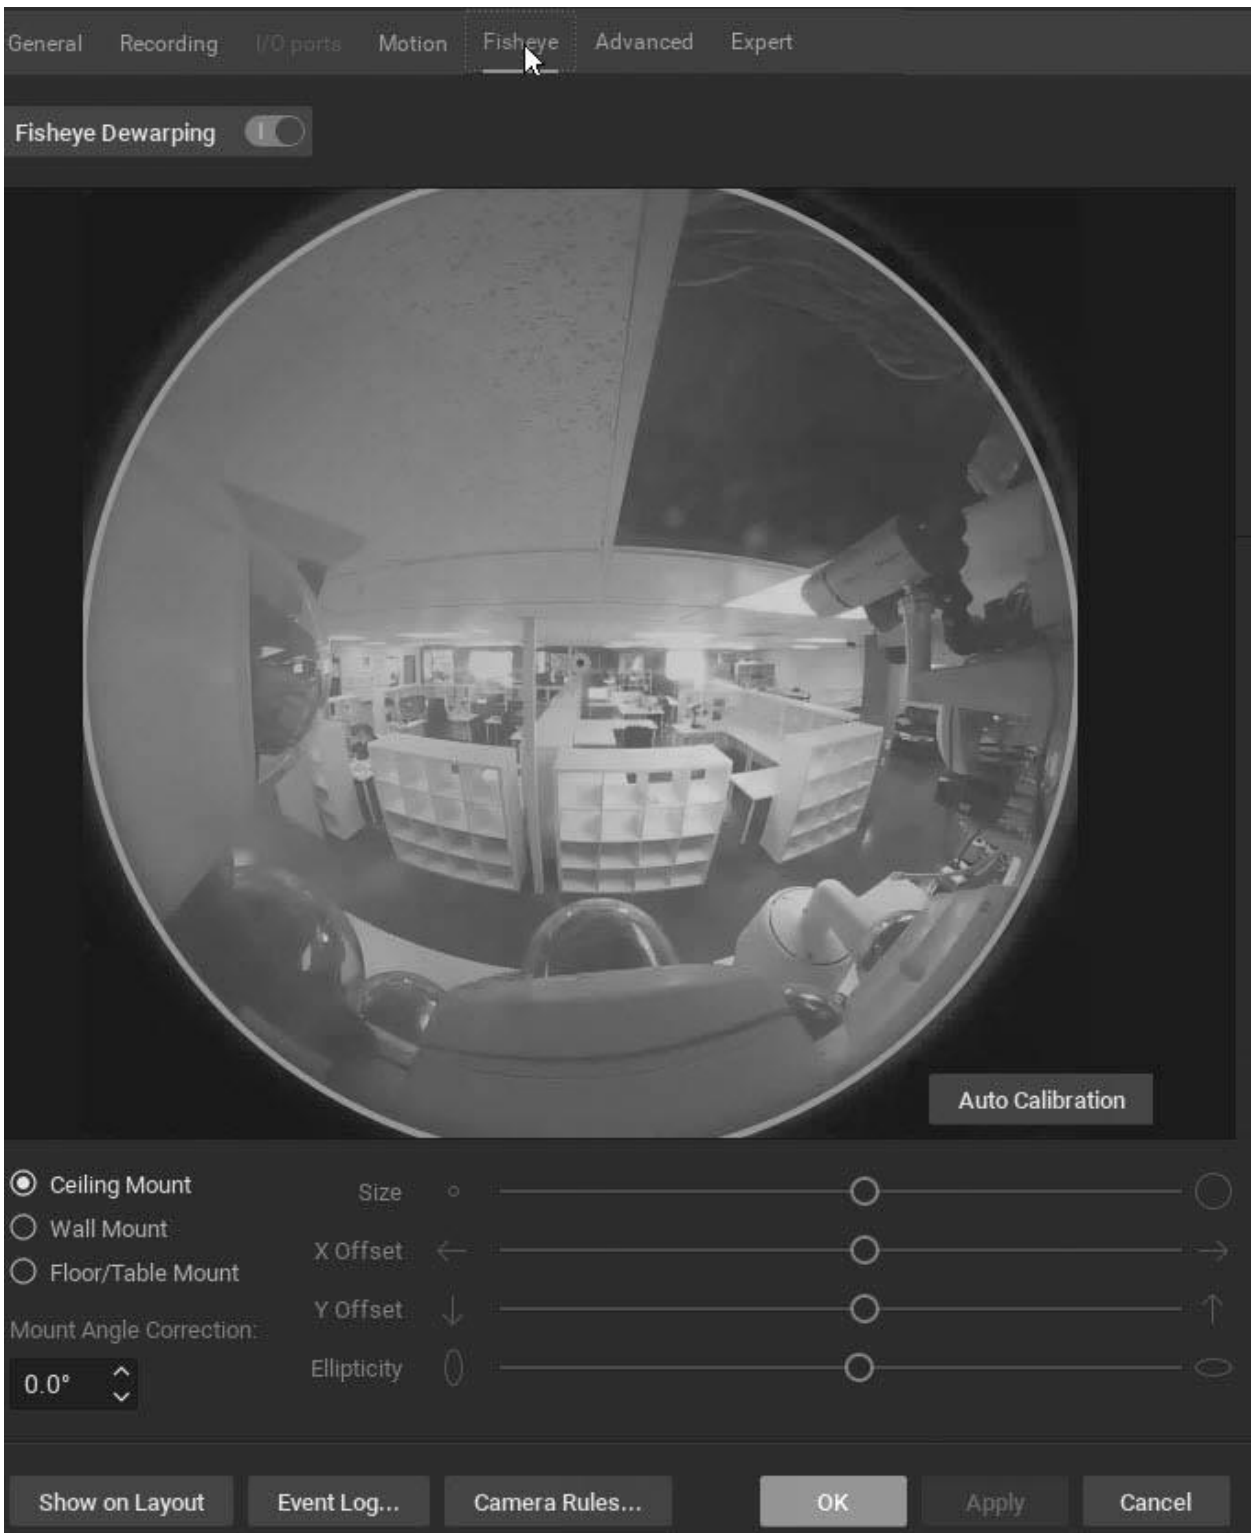 General Recording I/O ports Motion Fisheye Advanced Expert
Fisheye Dewarping
Auto Calibration
Ceiling Mount
Wall Mount
Floor/Table Mount
Mount Angle Correction:
0.0°
Size
X Offset
Y Offset
Ellipticity
Show on Layout Event Log... Camera Rules... OK Apply Cancel